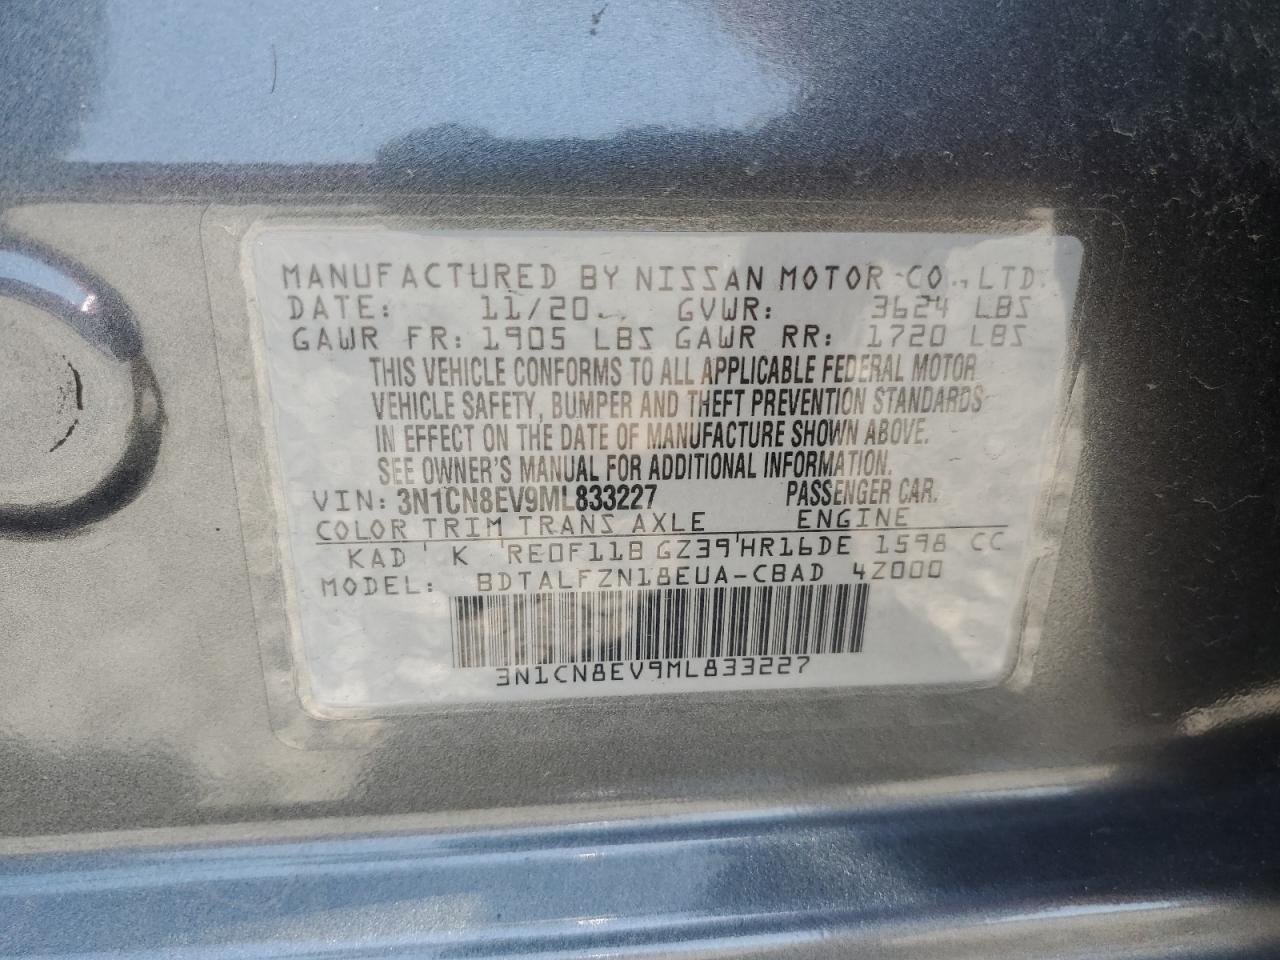 MANUFACTURED BY NISSAN MOTOR CO., LTD.
DATE: 11/20 GVWR: 3624 LBS
GAWR FR: 1905 LBS GAWR RR: 1720 LBS
THIS VEHICLE CONFORMS TO ALL APPLICABLE FEDERAL MOTOR
VEHICLE SAFETY, BUMPER AND THEFT PREVENTION STANDARDS
IN EFFECT ON THE DATE OF MANUFACTURE SHOWN ABOVE.
SEE OWNER'S MANUAL FOR ADDITIONAL INFORMATION.
VIN: 3N1CN8EV9ML833227 PASSENGER CAR.
COLOR TRIM TRANS AXLE ENGINE
KAD K RE0F11B GZ39 HR16DE 1598 CC
MODEL: BDTALFZN18EUA-CBAD 4Z000
3N1CN8EV9ML833227